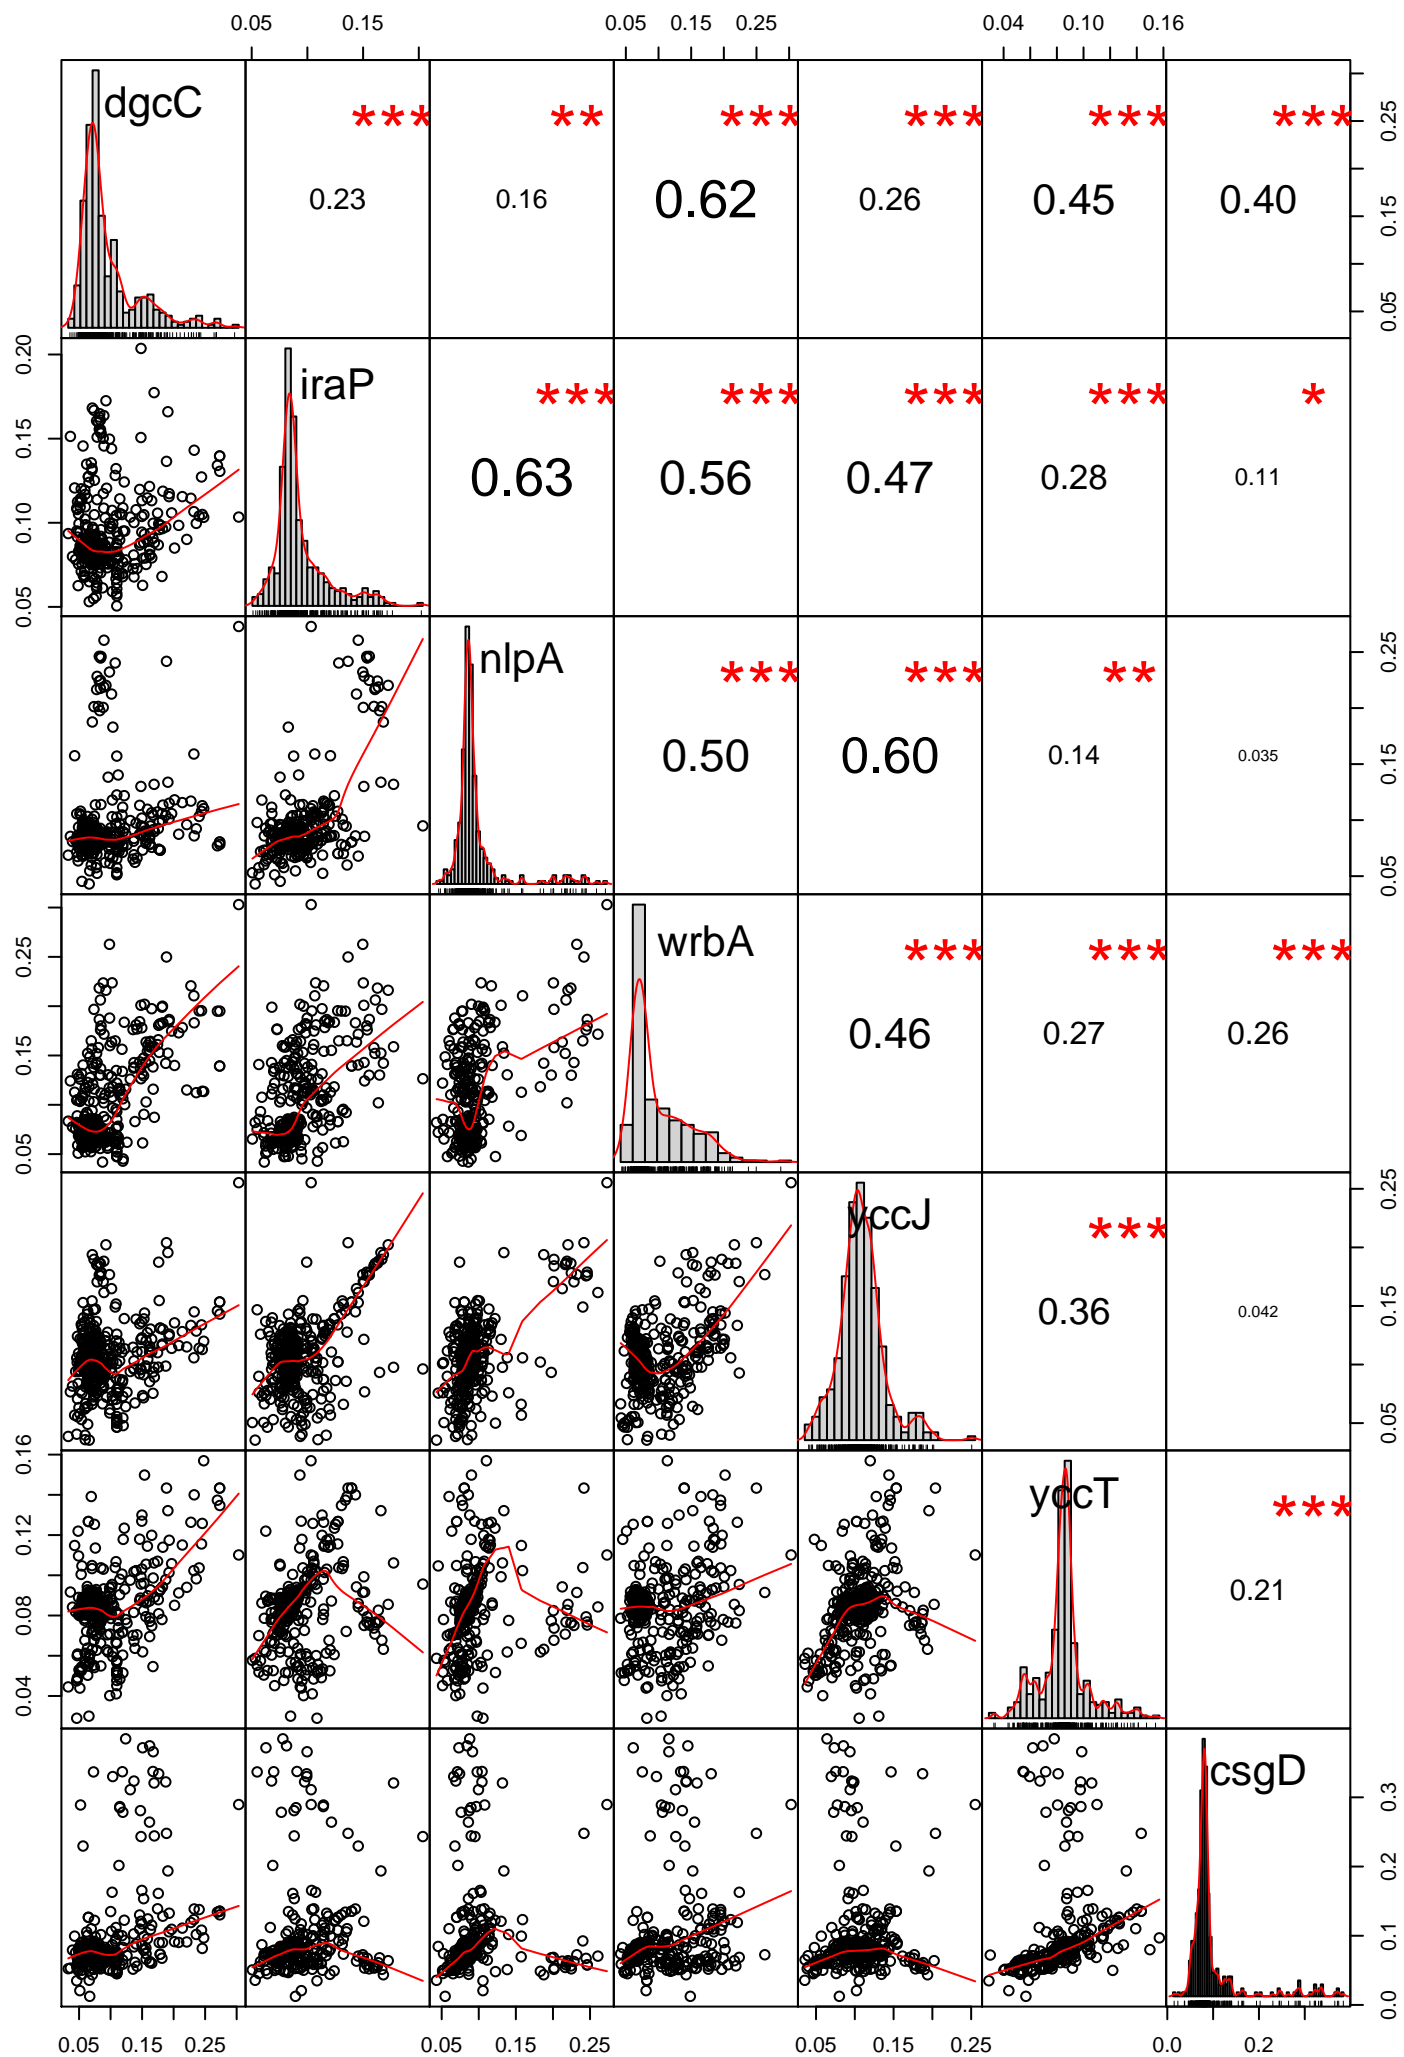 0.05 0.15 0.05 0.15 0.25 0.04 0.10 0.16
dgcC *** ** *** *** *** ***
0.23 0.16 0.62 0.26 0.45 0.40
0.05 0.15 0.25
iraP *** *** *** *** *
0.63 0.56 0.47 0.28 0.11
0.05 0.10 0.15 0.20
nlpA *** *** **
0.50 0.60 0.14 0.035
0.05 0.15 0.25
wrbA *** *** ***
0.46 0.27 0.26
0.05 0.15 0.25
yccJ ***
0.36 0.042
0.05 0.15 0.25
yccT ***
0.21
0.04 0.08 0.12 0.16
csgD
0.0 0.1 0.2 0.3
0.05 0.15 0.25 0.05 0.15 0.25 0.05 0.15 0.25 0.0 0.2